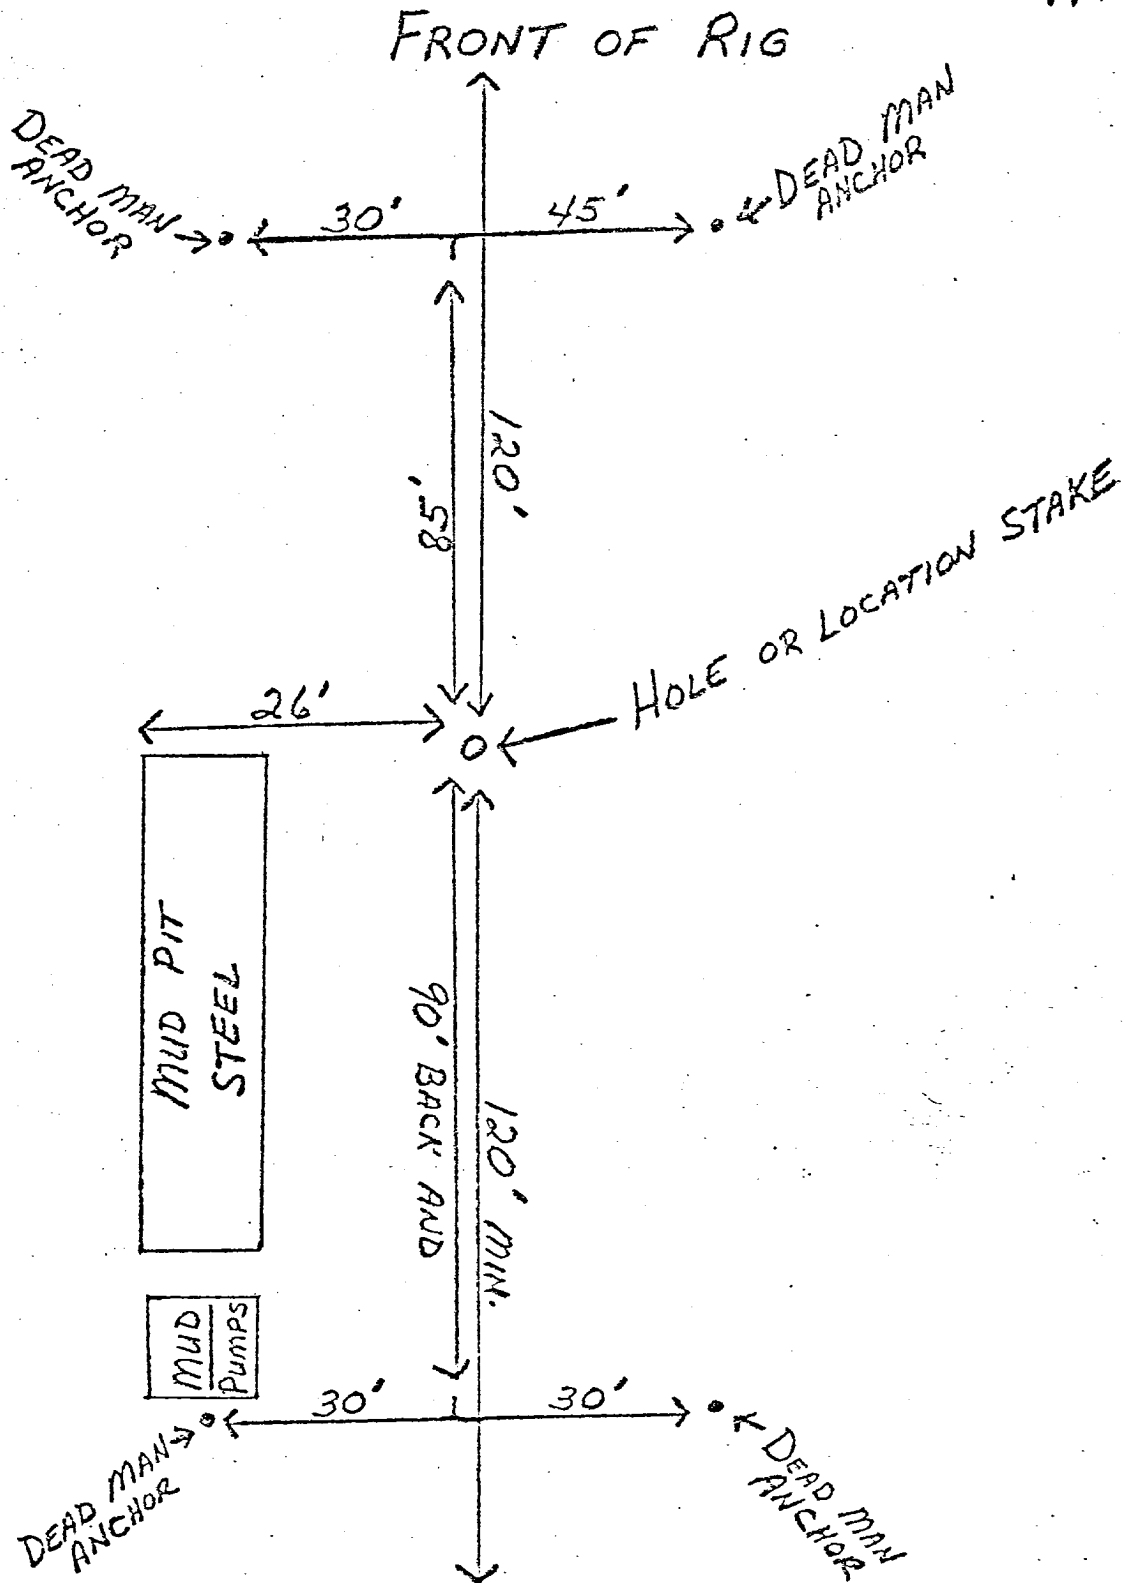 FRONT OF RIG
DEAD MAN
ANCHOR
30'
45'
DEAD MAN
ANCHOR
85'
120'
26'
HOLE OR LOCATION STAKE
MUD PIT
STEEL
90' BACK AND
120' MIN.
MUD
PUMPS
30'
30'
DEAD MAN
ANCHOR
DEAD MAN
ANCHOR